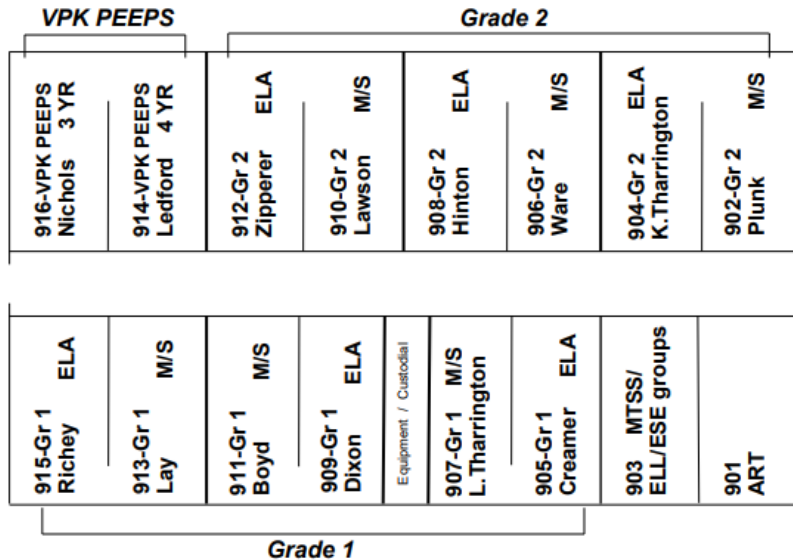 VPK PEEPS
Grade 2
916-VPK PEEPS
Nichols 3 YR
914-VPK PEEPS
Ledford 4 YR
912-Gr 2 ELA
Zipperer
910-Gr 2 M/S
Lawson
908-Gr 2 ELA
Hinton
906-Gr 2 M/S
Ware
904-Gr 2 ELA
K.Tharrington
902-Gr 2 M/S
Plunk
915-Gr 1 ELA
Richey
913-Gr 1 M/S
Lay
911-Gr 1 M/S
Boyd
909-Gr 1 ELA
Dixon
Equipment / Custodial
907-Gr 1 M/S
L.Tharrington
905-Gr 1 ELA
Creamer
903 MTSS/
ELL/ESE groups
901
ART
Grade 1